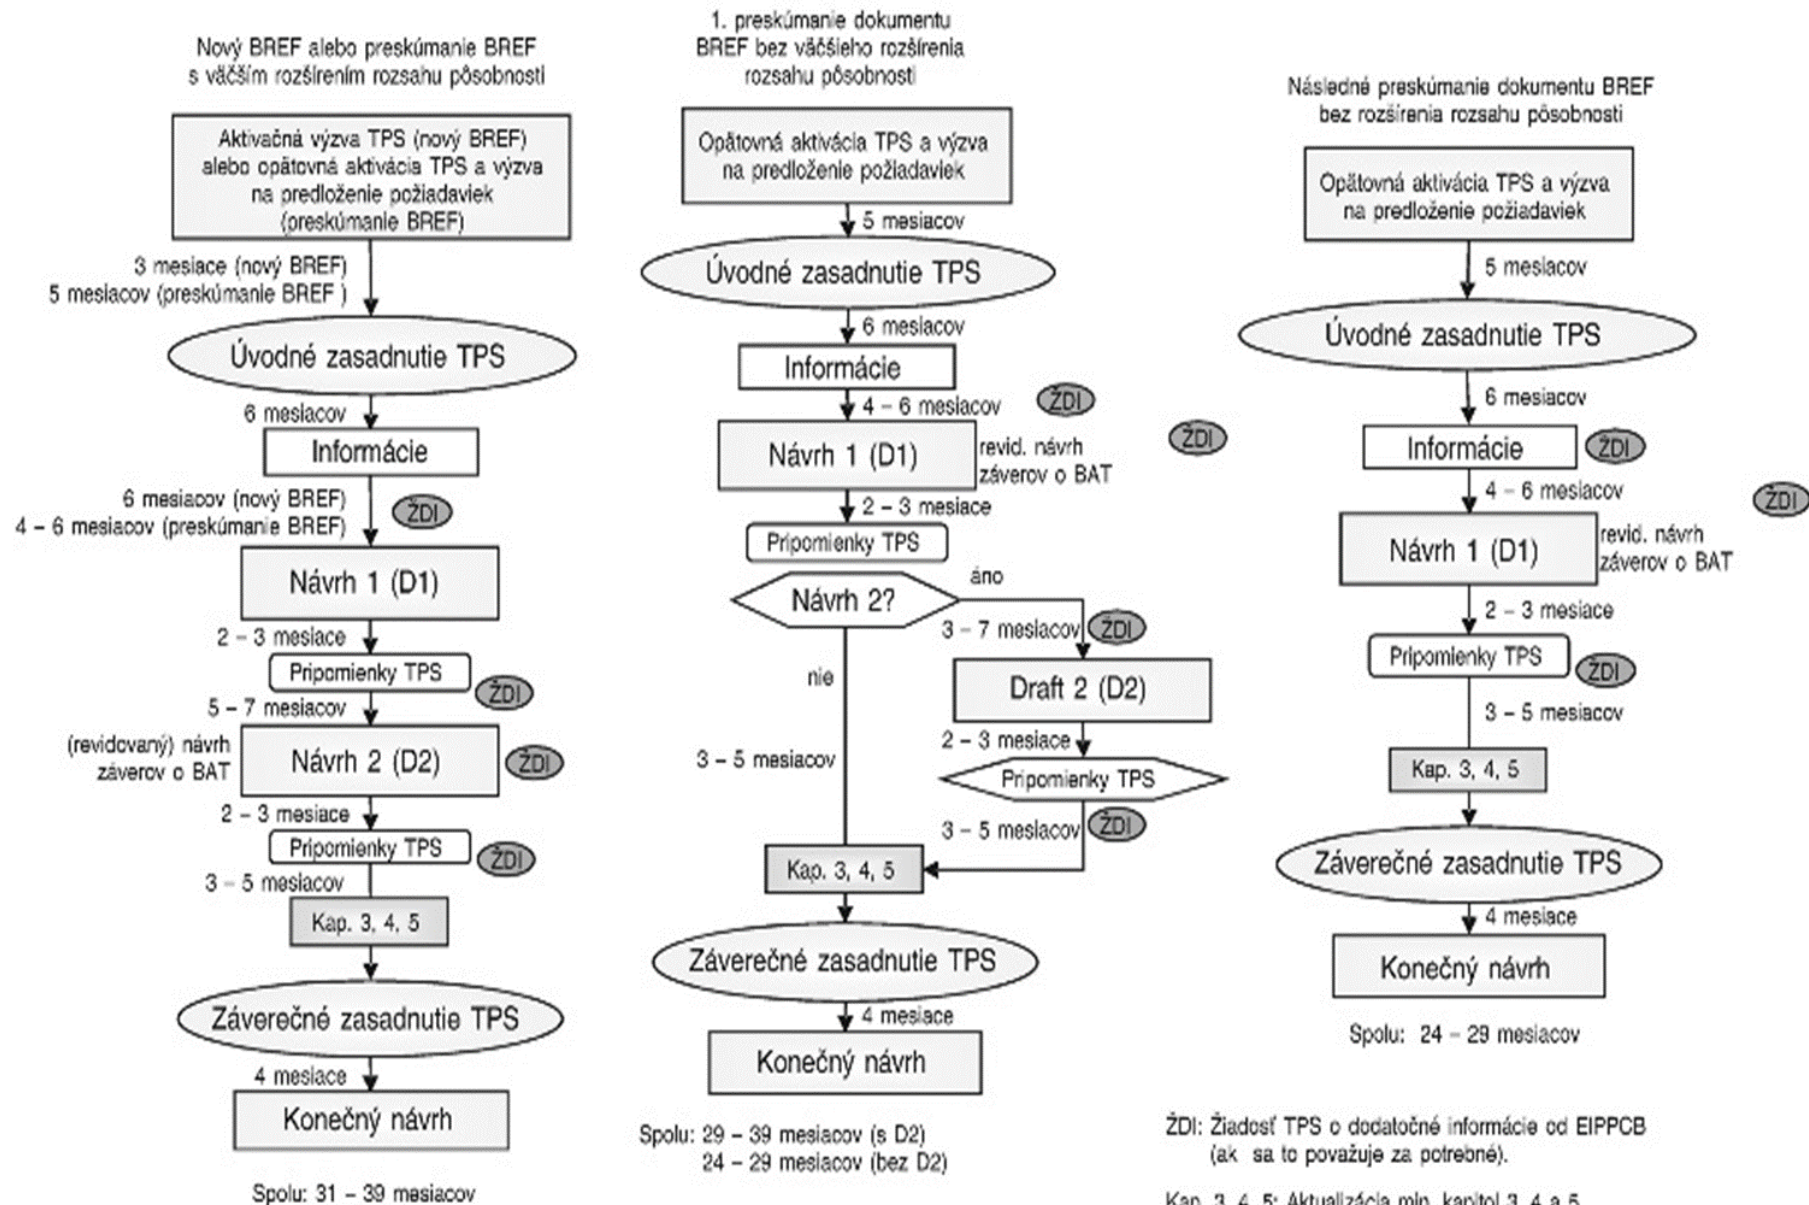 Nový BREF alebo preskúmanie BREF
s väčším rozšírením rozsahu pôsobnosti
Aktivačná výzva TPS (nový BREF)
alebo opätovná aktivácia TPS a výzva
na predloženie požiadaviek
(preskúmanie BREF)
3 mesiace (nový BREF)
5 mesiacov (preskúmanie BREF )
Úvodné zasadnutie TPS
6 mesiacov
Informácie
6 mesiacov (nový BREF)
4 – 6 mesiacov (preskúmanie BREF)
ŽDI
Návrh 1 (D1)
2 – 3 mesiace
Pripomienky TPS
ŽDI
5 – 7 mesiacov
(revidovaný) návrh
záverov o BAT
Návrh 2 (D2)
ŽDI
2 – 3 mesiace
Pripomienky TPS
ŽDI
3 – 5 mesiacov
Kap. 3, 4, 5
Záverečné zasadnutie TPS
4 mesiace
Konečný návrh
Spolu: 31 – 39 mesiacov
1. preskúmanie dokumentu
BREF bez väčšieho rozšírenia
rozsahu pôsobnosti
Opätovná aktivácia TPS a výzva
na predloženie požiadaviek
5 mesiacov
Úvodné zasadnutie TPS
6 mesiacov
Informácie
4 – 6 mesiacov
ŽDI
Návrh 1 (D1)
revid. návrh
záverov o BAT
ŽDI
2 – 3 mesiace
Pripomienky TPS
Návrh 2?
áno
3 – 7 mesiacov
ŽDI
nie
Draft 2 (D2)
2 – 3 mesiace
3 – 5 mesiacov
Pripomienky TPS
3 – 5 mesiacov
ŽDI
Kap. 3, 4, 5
Záverečné zasadnutie TPS
4 mesiace
Konečný návrh
Spolu: 29 – 39 mesiacov (s D2)
24 – 29 mesiacov (bez D2)
Následné preskúmanie dokumentu BREF
bez rozšírenia rozsahu pôsobnosti
Opätovná aktivácia TPS a výzva
na predloženie požiadaviek
5 mesiacov
Úvodné zasadnutie TPS
6 mesiacov
Informácie
ŽDI
4 – 6 mesiacov
ŽDI
Návrh 1 (D1)
revid. návrh
záverov o BAT
2 – 3 mesiace
Pripomienky TPS
ŽDI
3 – 5 mesiacov
Kap. 3, 4, 5
Záverečné zasadnutie TPS
4 mesiace
Konečný návrh
Spolu: 24 – 29 mesiacov
ŽDI: Žiadosť TPS o dodatočné informácie od EIPPCB
(ak sa to považuje za potrebné).
Kap. 3, 4, 5: Aktualizácia min. kapitol 3, 4 a 5